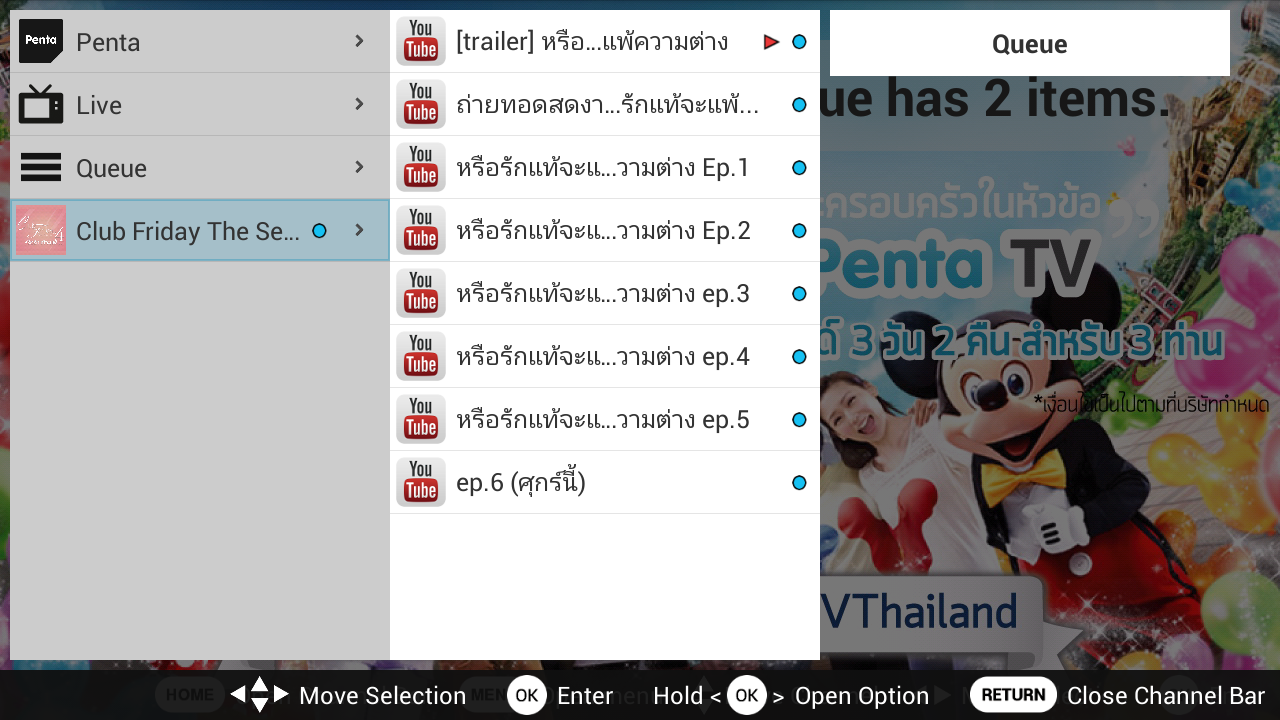 Penta
Penta
Live
Queue
Club Friday The Se...
You
Tube
[trailer] หรือ...แพ้ความต่าง
You
Tube
ถ่ายทอดสดงา...รักแท้จะแพ้...
You
Tube
หรือรักแท้จะแ...วามต่าง Ep.1
You
Tube
หรือรักแท้จะแ...วามต่าง Ep.2
You
Tube
หรือรักแท้จะแ...วามต่าง ep.3
You
Tube
หรือรักแท้จะแ...วามต่าง ep.4
You
Tube
หรือรักแท้จะแ...วามต่าง ep.5
You
Tube
ep.6 (ศุกร์นี้)
Queue
ue has 2 items.
ะครอบครัวในหัวข้อ
Penta TV
3 วัน 2 คืน สำหรับ 3 ท่าน
*เงื่อนไขเป็นไปตามที่บริษัทกำหนด
VThailand
HOME
Move Selection
OK Enter
Hold < OK > Open Option
RETURN Close Channel Bar